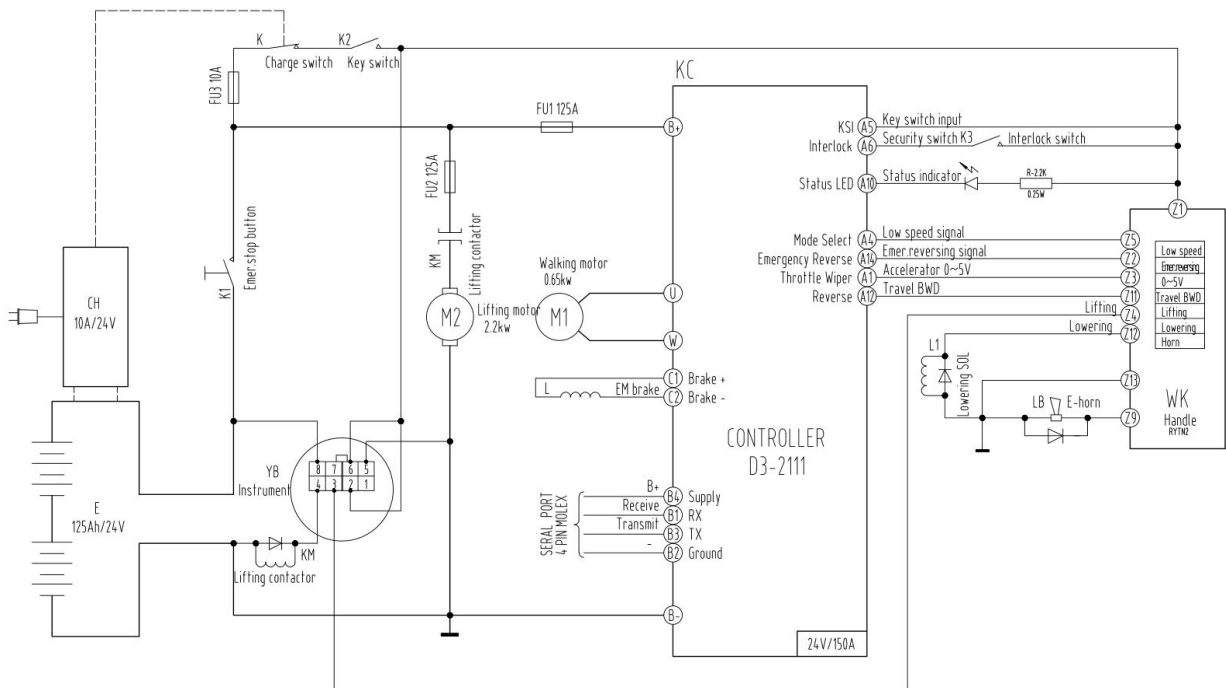 K
K2
Charge switch
Key switch
FU3 10A
FU1 125A
FU2 125A
KM
Lifting contactor
Emer.stop button
K1
CH
10A/24V
M2
Lifting motor
2.2kw
Walking motor
0.65kw
M1
KC
B+
U
W
C1 Brake +
C2 Brake -
L
EM brake
CONTROLLER
D3-2111
SERAL PORT
4 PIN MOLEX
B+ B4 Supply
Receive B1 RX
Transmit B3 TX
- B2 Ground
B-
24V/150A
KSI A5 Key switch input
Interlock A6 Security switch K3 Interlock switch
Status LED A10 Status indicator
R-2.2K
0.25W
Mode Select A4 Low speed signal
Emergency Reverse A14 Emer.reversing signal
Throttle Wiper A1 Accelerator 0~5V
Reverse A12 Travel BWD
Lifting
Lowering
Z1
Z5
Z2
Z3
Z11
Z4
Z12
Z13
Z9
Low speed
Emer.reversing
0~5V
Travel BWD
Lifting
Lowering
Horn
WK
Handle
RYTN2
L1
Lowering SOL
LB E-horn
YB
Instrument
8 7 6 5
4 3 2 1
E
125Ah/24V
KM
Lifting contactor